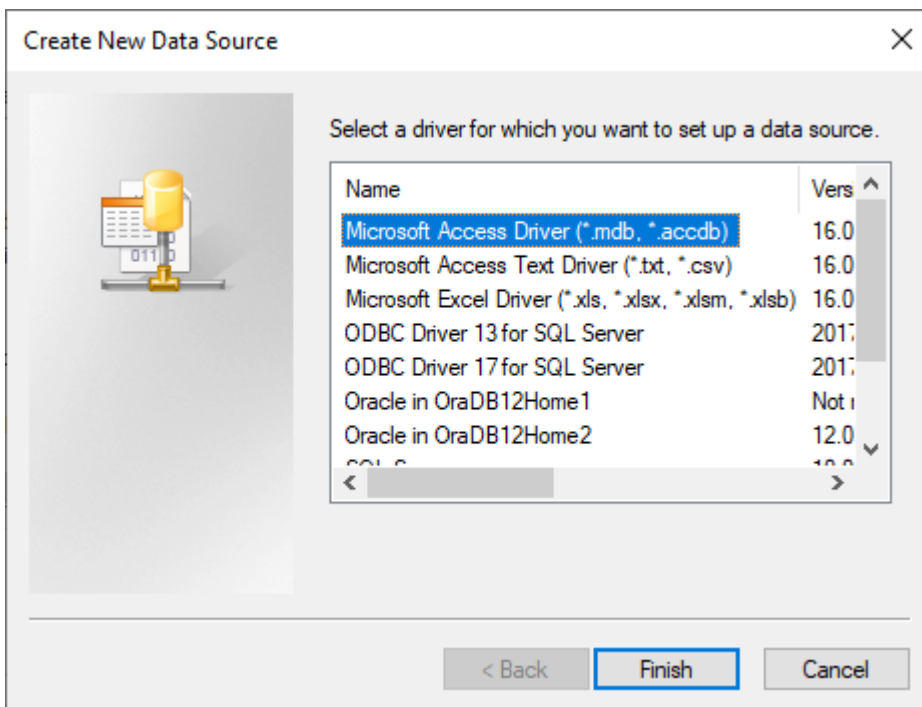 Create New Data Source
Select a driver for which you want to set up a data source.
Name Vers
Microsoft Access Driver (*.mdb, *.accdb) 16.0
Microsoft Access Text Driver (*.txt, *.csv) 16.0
Microsoft Excel Driver (*.xls, *.xlsx, *.xlsm, *.xlsb) 16.0
ODBC Driver 13 for SQL Server 2017.
ODBC Driver 17 for SQL Server 2017.
Oracle in OraDB12Home1 Not
Oracle in OraDB12Home2 12.0
< Back Finish Cancel